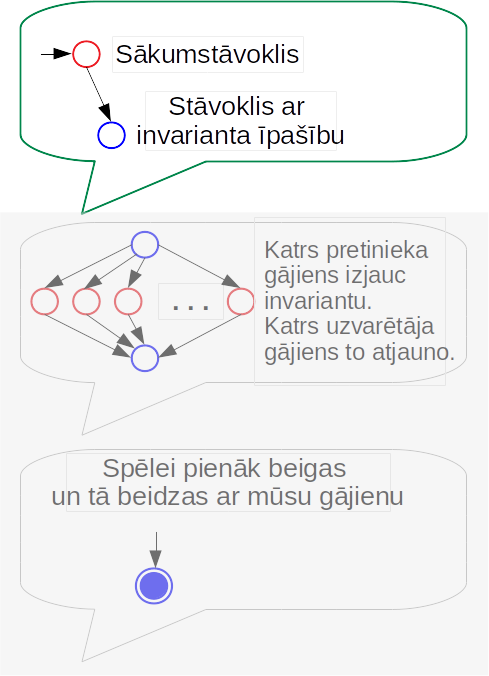 Sākumstāvoklis
Stāvoklis ar
invarianta īpašību
Katrs pretinieka
gājiens izjauc
invariantu.
Katrs uzvarētāja
gājiens to atjauno.
...
Spēlei pienāk beigas
un tā beidzas ar mūsu gājienu